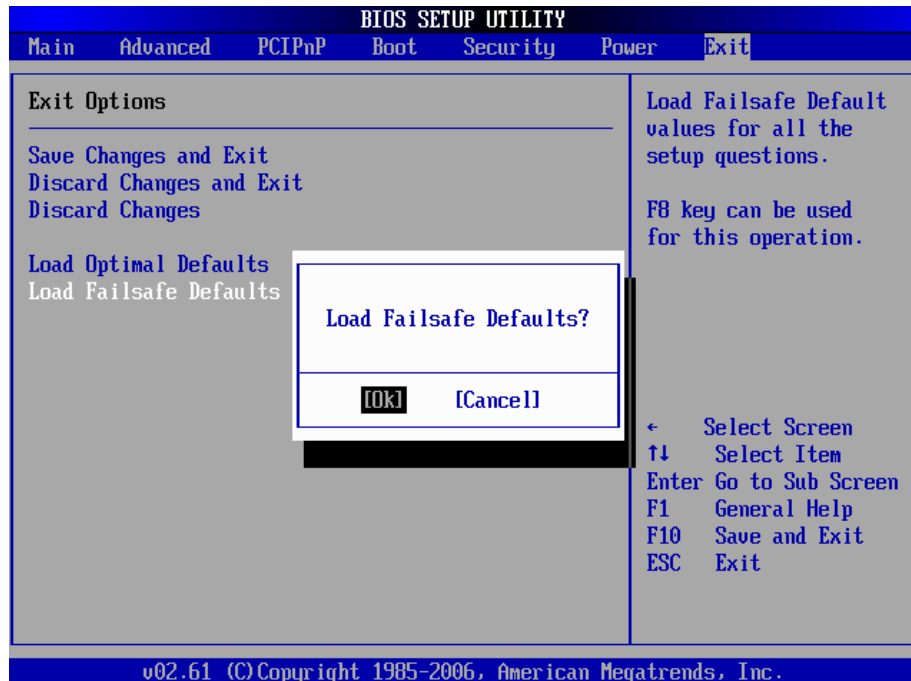 BIOS SETUP UTILITY
Main Advanced PCIPnP Boot Security Power Exit
Exit Options
Save Changes and Exit
Discard Changes and Exit
Discard Changes
Load Optimal Defaults
Load Failsafe Defaults
Load Failsafe Defaults?
[Ok] [Cancel]
Load Failsafe Default
values for all the
setup questions.
F8 key can be used
for this operation.
← Select Screen
↑↓ Select Item
Enter Go to Sub Screen
F1 General Help
F10 Save and Exit
ESC Exit
v02.61 (C)Copyright 1985-2006, American Megatrends, Inc.